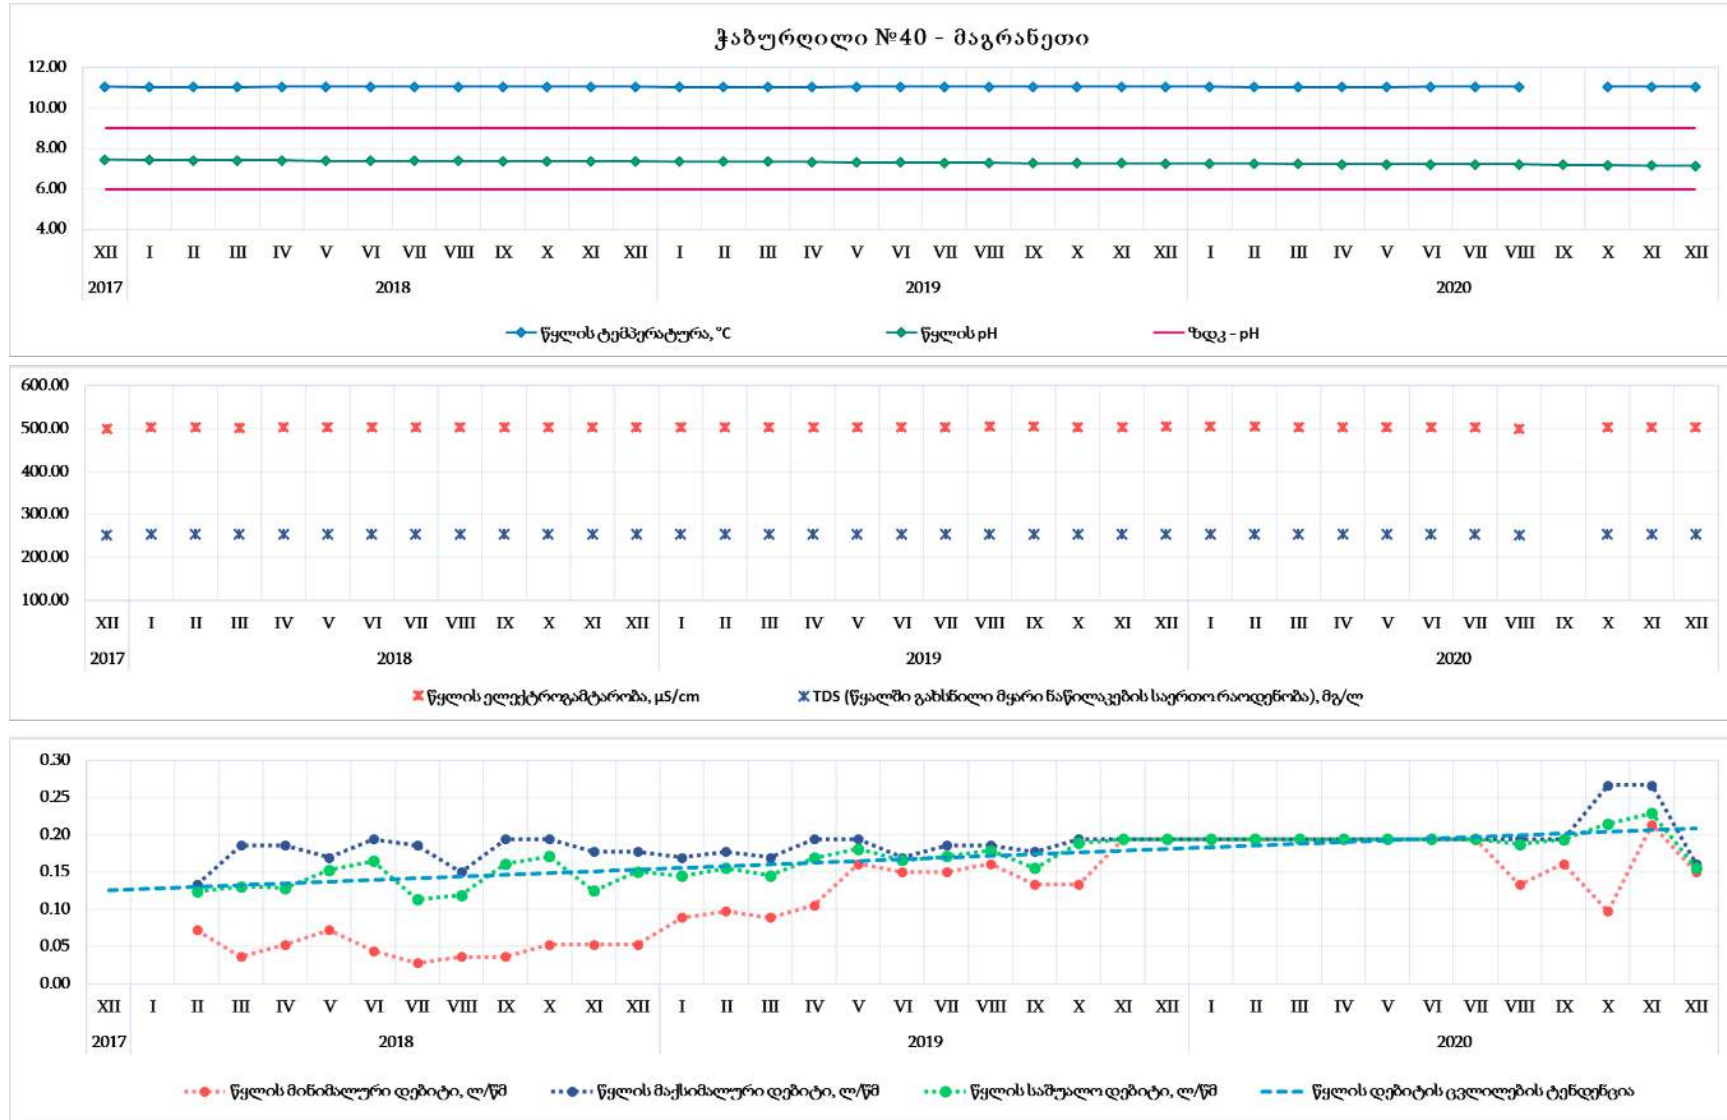 ჭაბურღილი №40 - მაგრანეთი
12.00
10.00
8.00
6.00
4.00
XII I II III IV V VI VII VIII IX X XI XII I II III IV V VI VII VIII IX X XI XII I II III IV V VI VII VIII IX X XI XII
2017 2018 2019 2020
წყლის ტემპერატურა, °C წყლის pH ზდკ - pH
600.00
500.00
400.00
300.00
200.00
100.00
XII I II III IV V VI VII VIII IX X XI XII I II III IV V VI VII VIII IX X XI XII I II III IV V VI VII VIII IX X XI XII
2017 2018 2019 2020
წყლის ელექტროგამტარობა, µS/cm TDS (წყალში გახსნილი მყარი ნაწილაკების საერთო რაოდენობა), მგ/ლ
0.30
0.25
0.20
0.15
0.10
0.05
0.00
XII I II III IV V VI VII VIII IX X XI XII I II III IV V VI VII VIII IX X XI XII I II III IV V VI VII VIII IX X XI XII
2017 2018 2019 2020
წყლის მინიმალური დებიტი, ლ/წმ წყლის მაქსიმალური დებიტი, ლ/წმ წყლის საშუალო დებიტი, ლ/წმ წყლის დებიტის ცვლილების ტენდენცია